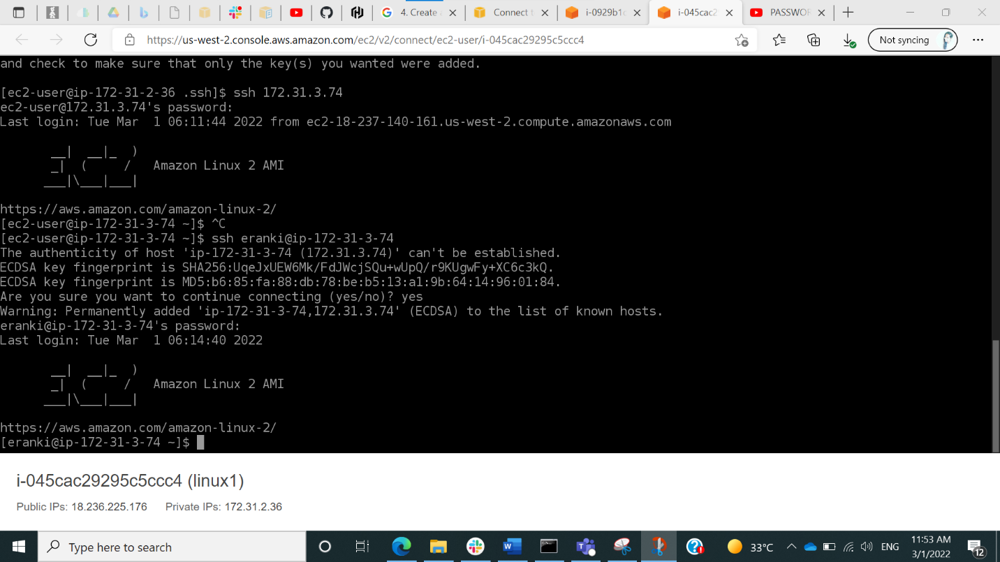 4. Create a
Connect t
i-0929b1c
i-045cac2
PASSWOR
https://us-west-2.console.aws.amazon.com/ec2/v2/connect/ec2-user/i-045cac29295c5ccc4
Not syncing
and check to make sure that only the key(s) you wanted were added.
[ec2-user@ip-172-31-2-36 .ssh]$ ssh 172.31.3.74
ec2-user@172.31.3.74's password:
Last login: Tue Mar  1 06:11:44 2022 from ec2-18-237-140-161.us-west-2.compute.amazonaws.com
       __|  __|_  )
       _|  (     /   Amazon Linux 2 AMI
      ___|\___|___|
https://aws.amazon.com/amazon-linux-2/
[ec2-user@ip-172-31-3-74 ~]$ ^C
[ec2-user@ip-172-31-3-74 ~]$ ssh eranki@ip-172-31-3-74
The authenticity of host 'ip-172-31-3-74 (172.31.3.74)' can't be established.
ECDSA key fingerprint is SHA256:UqeJxUEW6Mk/FdJWcjSQu+wUpQ/r9KUgwFy+XC6c3kQ.
ECDSA key fingerprint is MD5:b6:85:fa:88:db:78:be:b5:13:a1:9b:64:14:96:01:84.
Are you sure you want to continue connecting (yes/no)? yes
Warning: Permanently added 'ip-172-31-3-74,172.31.3.74' (ECDSA) to the list of known hosts.
eranki@ip-172-31-3-74's password:
Last login: Tue Mar  1 06:14:40 2022
       __|  __|_  )
       _|  (     /   Amazon Linux 2 AMI
      ___|\___|___|
https://aws.amazon.com/amazon-linux-2/
[eranki@ip-172-31-3-74 ~]$
i-045cac29295c5ccc4 (linux1)
Public IPs: 18.236.225.176 Private IPs: 172.31.2.36
Type here to search
33°C
ENG
11:53 AM
3/1/2022
12